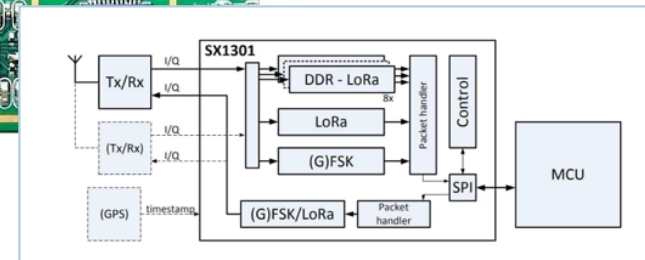 SX1301
I/Q
Tx/Rx
I/Q
DDR - LoRa
8x
LoRa
(G)FSK
Packet handler
Control
I/Q
(Tx/Rx)
I/Q
SPI
MCU
(GPS)
timestamp
(G)FSK/LoRa
Packet
handler